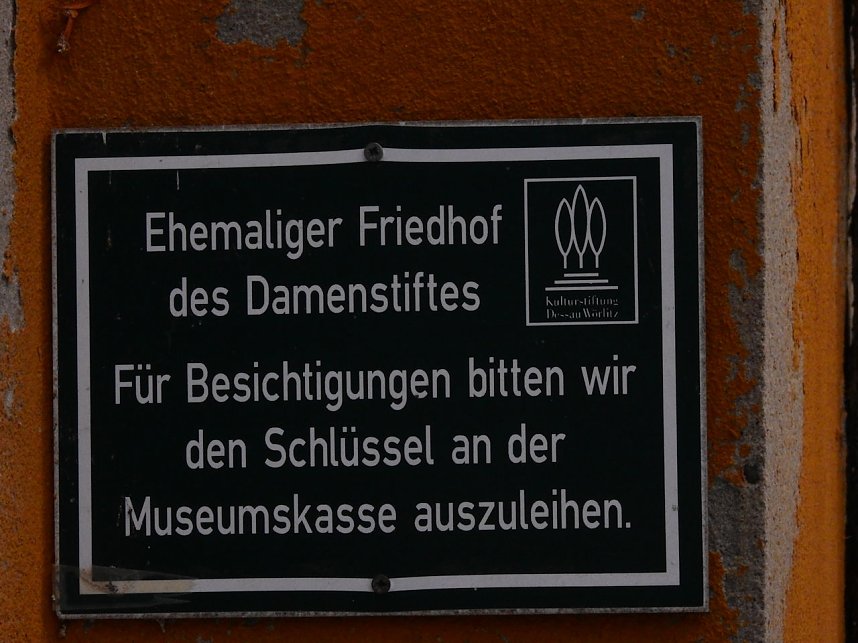 Ehemaliger Friedhof
des Damenstiftes
Kulturstiftung
Dessau Wörlitz
Für Besichtigungen bitten wir
den Schlüssel an der
Museumskasse auszuleihen.